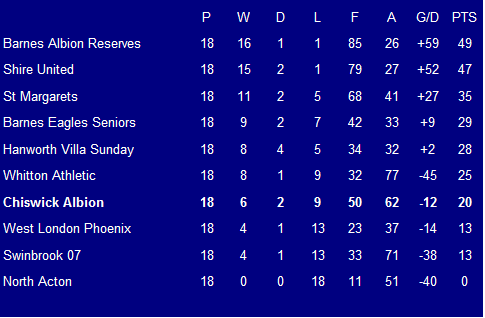 P W D L F A G/D PTS
Barnes Albion Reserves 18 16 1 1 85 26 +59 49
Shire United 18 15 2 1 79 27 +52 47
St Margarets 18 11 2 5 68 41 +27 35
Barnes Eagles Seniors 18 9 2 7 42 33 +9 29
Hanworth Villa Sunday 18 8 4 5 34 32 +2 28
Whitton Athletic 18 8 1 9 32 77 -45 25
Chiswick Albion 18 6 2 9 50 62 -12 20
West London Phoenix 18 4 1 13 23 37 -14 13
Swinbrook 07 18 4 1 13 33 71 -38 13
North Acton 18 0 0 18 11 51 -40 0